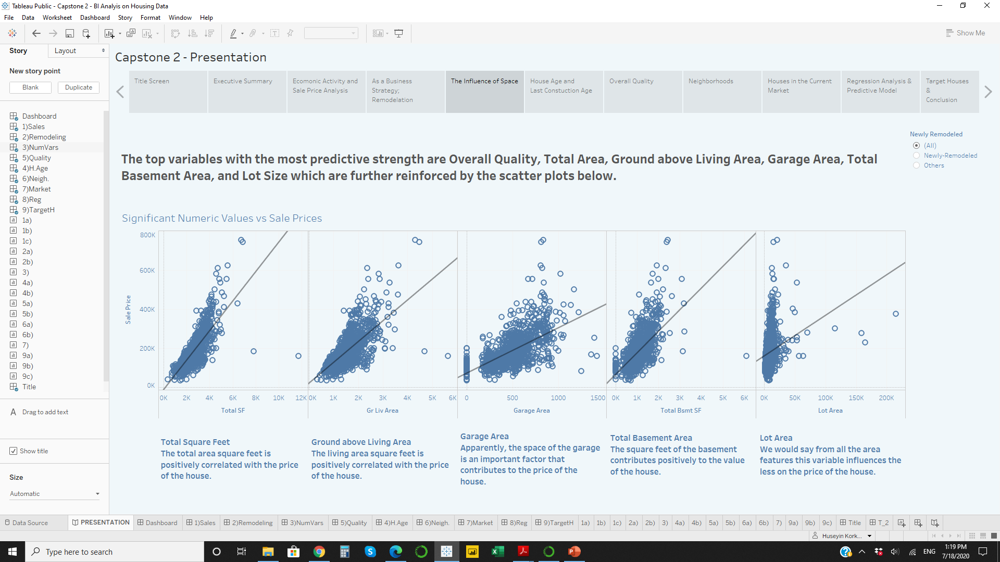 Tableau Public - Capstone 2 - BI Analyis on Housing Data
File Data Worksheet Dashboard Story Format Window Help
Show Me
Story Layout
New story point
Blank Duplicate
Dashboard
1)Sales
2)Remodeling
3)NumVars
5)Quality
4)H.Age
6)Neigh.
7)Market
8)Reg
9)TargetH
1a)
1b)
1c)
2a)
2b)
3)
4a)
4b)
5a)
5b)
6a)
6b)
7)
9a)
9b)
9c)
Title
A Drag to add text
Show title
Size
Automatic
Capstone 2 - Presentation
Title Screen
Executive Summary
Ecomonic Activity and
Sale Price Analysis
As a Business
Strategy;
Remodelation
The Influence of Space
House Age and
Last Constuction Age
Overall Quality
Neighborhoods
Houses in the Current
Market
Regression Analysis &
Predictive Model
Target Houses
&
Conclusion
Newly Remodeled
(All)
Newly-Remodeled
Others
The top variables with the most predictive strength are Overall Quality, Total Area, Ground above Living Area, Garage Area, Total
Basement Area, and Lot Size which are further reinforced by the scatter plots below.
Significant Numeric Values vs Sale Prices
Sale Price
800K
600K
400K
200K
0K
0K 2K 4K 6K 8K 10K 12K
Total SF
0K 1K 2K 3K 4K 5K 6K
Gr Liv Area
0 500 1000 1500
Garage Area
0K 1K 2K 3K 4K 5K 6K
Total Bsmt SF
0K 50K 100K 150K 200K
Lot Area
Total Square Feet
The total area square feet is
positively correlated with the price
of the house.
Ground above Living Area
The living area square feet is
positively correlated with the price
of the house.
Garage Area
Apparently, the space of the garage
is an important factor that
contributes to the price of the
house.
Total Basement Area
The square feet of the basement
contributes positively to the value
of the house.
Lot Area
We would say from all the area
features this variable influences the
less on the price of the house.
Data Source PRESENTATION Dashboard 1)Sales 2)Remodeling 3)NumVars 5)Quality 4)H.Age 6)Neigh. 7)Market 8)Reg 9)TargetH 1a) 1b) 1c) 2a) 2b) 3) 4a) 4b) 5a) 5b) 6a) 6b) 7) 9a) 9b) 9c) Title T_2
Huseyin Kork...
Type here to search
ENG
1:19 PM
7/18/2020